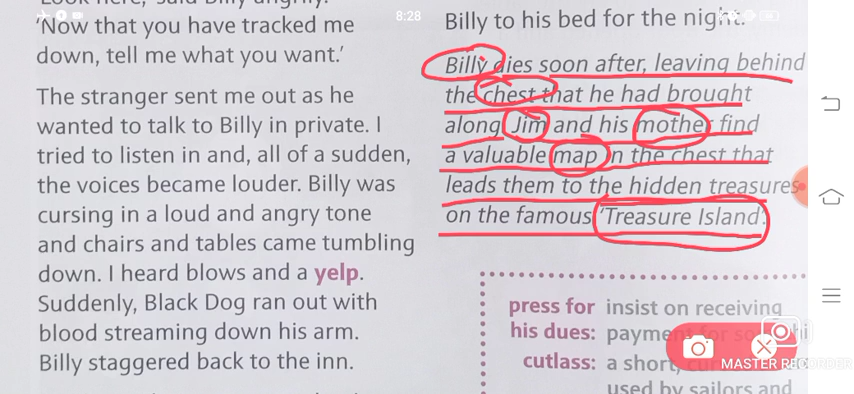 8:28
'Look here,' said Billy angrily.
'Now that you have tracked me
down, tell me what you want.'
The stranger sent me out as he
wanted to talk to Billy in private. I
tried to listen in and, all of a sudden,
the voices became louder. Billy was
cursing in a loud and angry tone
and chairs and tables came tumbling
down. I heard blows and a yelp.
Suddenly, Black Dog ran out with
blood streaming down his arm.
Billy staggered back to the inn.
Billy to his bed for the night.
Billy dies soon after, leaving behind
the chest that he had brought
along. Jim and his mother find
a valuable map in the chest that
leads them to the hidden treasures
on the famous 'Treasure Island'.
press for insist on receiving
his dues: payment for
cutlass: a short,
used by sailors and
MASTER RECORDER